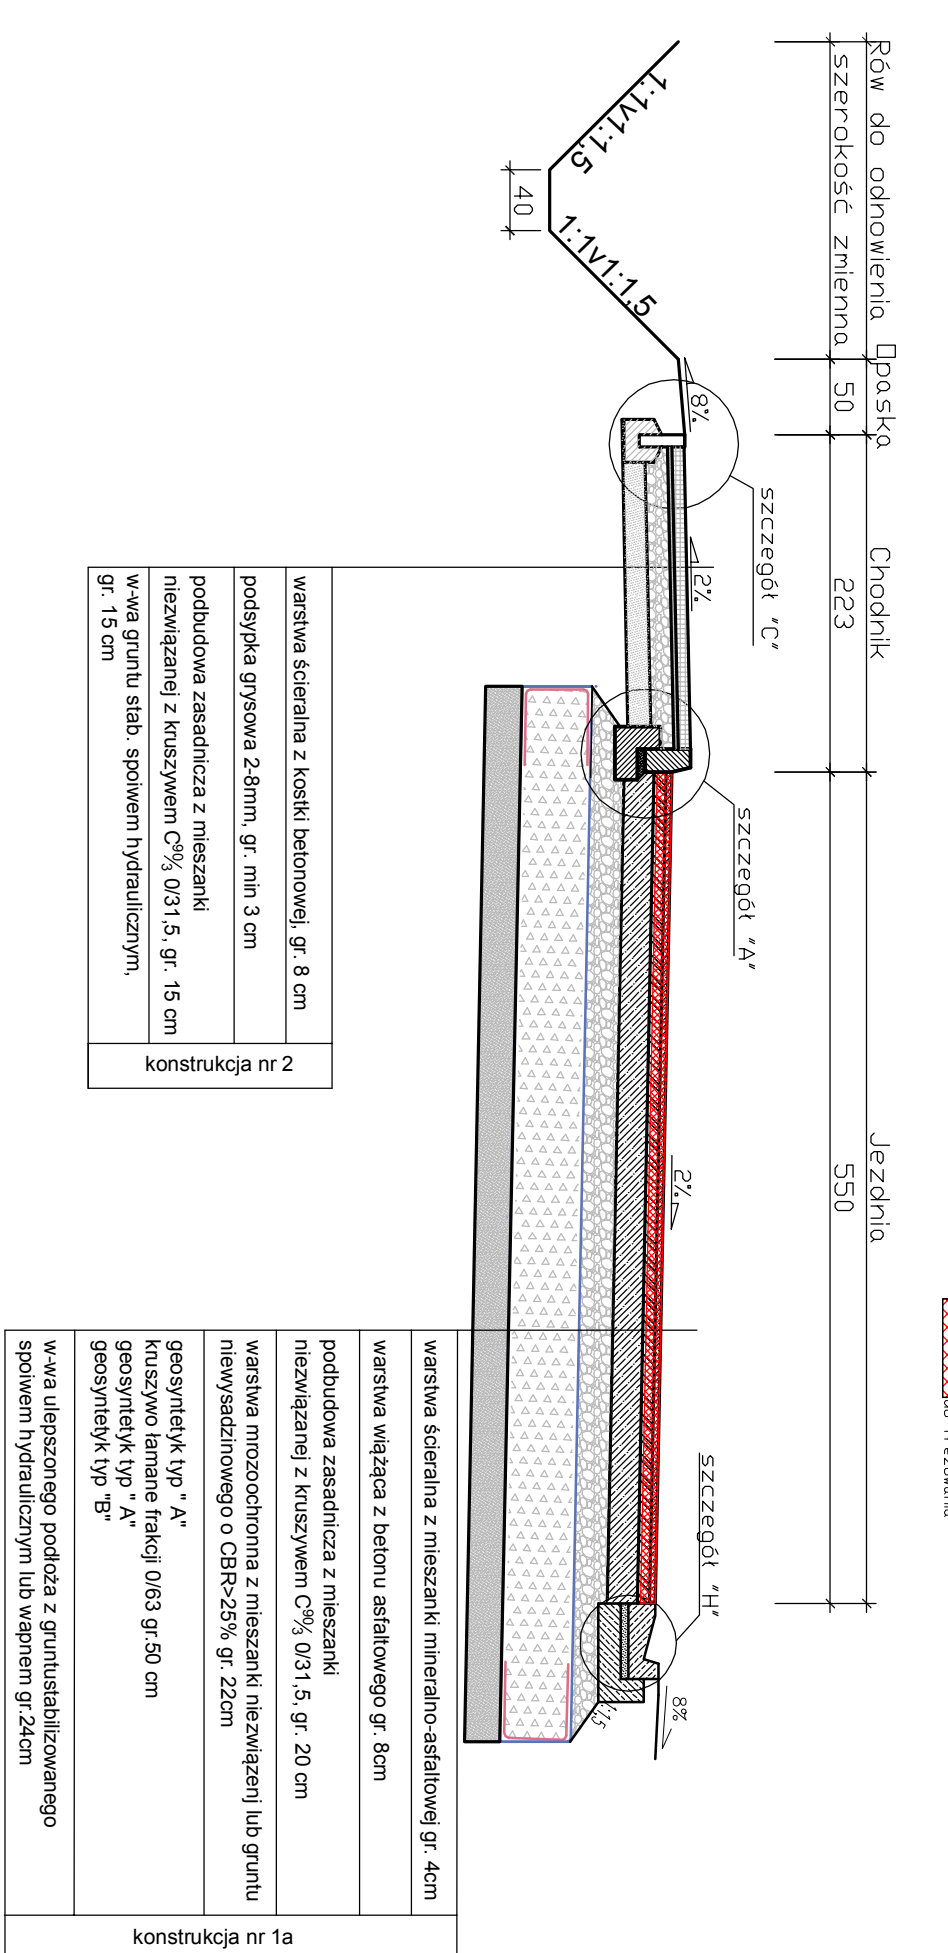 Rów do odnowienia
szerokość zmienna
Opaska
50
Chodnik
223
Jezdnia
550
1:1v1:1,5
40
1:1v1:1,5
8%
szczegół "C"
2%
szczegół "A"
2%
szczegół "H"
8%
1:1,5
warstwa ścieralna z kostki betonowej, gr. 8 cm
podsypka grysowa 2-8mm, gr. min 3 cm
podbudowa zasadnicza z mieszanki
niezwiązanej z kruszywem C90/3 0/31,5, gr. 15 cm
w-wa gruntu stab. spoiwem hydraulicznym,
gr. 15 cm
konstrukcja nr 2
warstwa ścieralna z mieszanki mineralno-asfaltowej gr. 4cm
warstwa wiążąca z betonu asfaltowego gr. 8cm
podbudowa zasadnicza z mieszanki
niezwiązanej z kruszywem C90/3 0/31,5, gr. 20 cm
warstwa mrozoochronna z mieszanki niezwiązenj lub gruntu
niewysadzinowego o CBR>25% gr. 22cm
geosyntetyk typ " A"
kruszywo łamane frakcji 0/63 gr.50 cm
geosyntetyk typ " A"
geosyntetyk typ "B"
w-wa ulepszonego podłoża z gruntustabilizowanego
spoiwem hydraulicznym lub wapnem gr.24cm
konstrukcja nr 1a